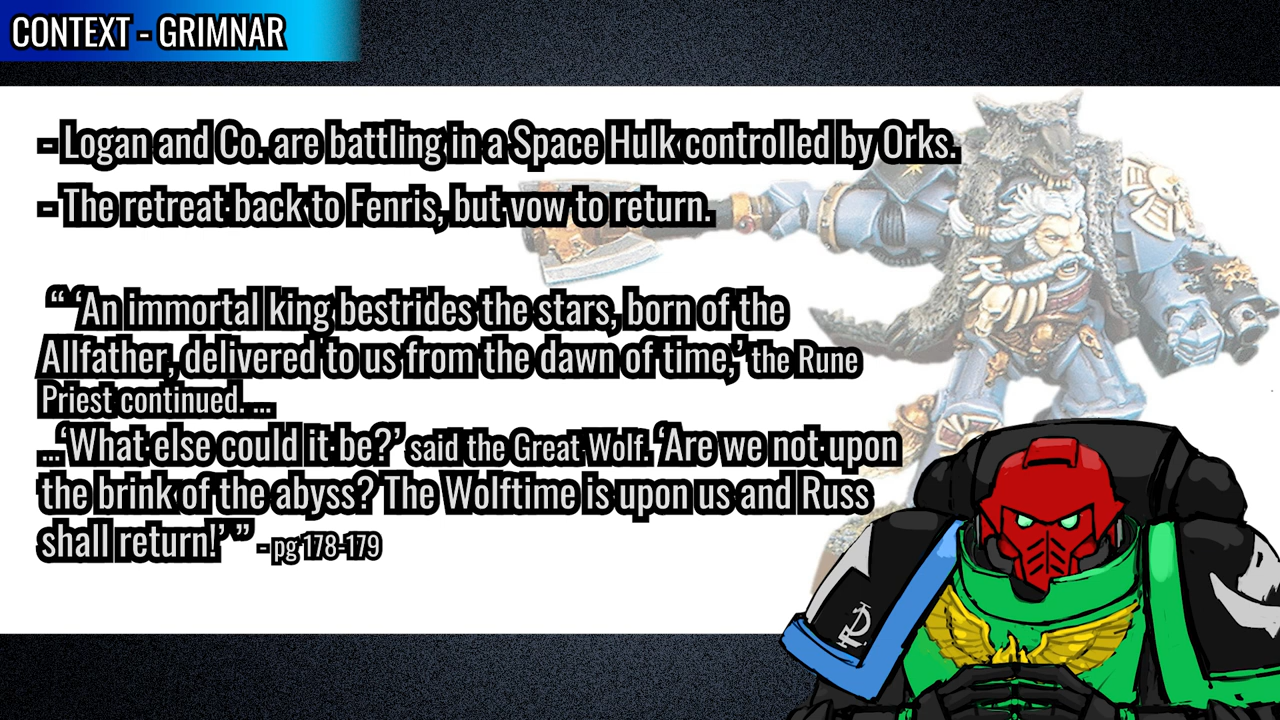 CONTEXT - GRIMNAR
- Logan and Co. are battling in a Space Hulk controlled by Orks.
- The retreat back to Fenris, but vow to return.
“ ‘An immortal king bestrides the stars, born of the
Allfather, delivered to us from the dawn of time,’ the Rune
Priest continued. ...
...‘What else could it be?’ said the Great Wolf. ‘Are we not upon
the brink of the abyss? The Wolftime is upon us and Russ
shall return!’ ” - pg 178-179